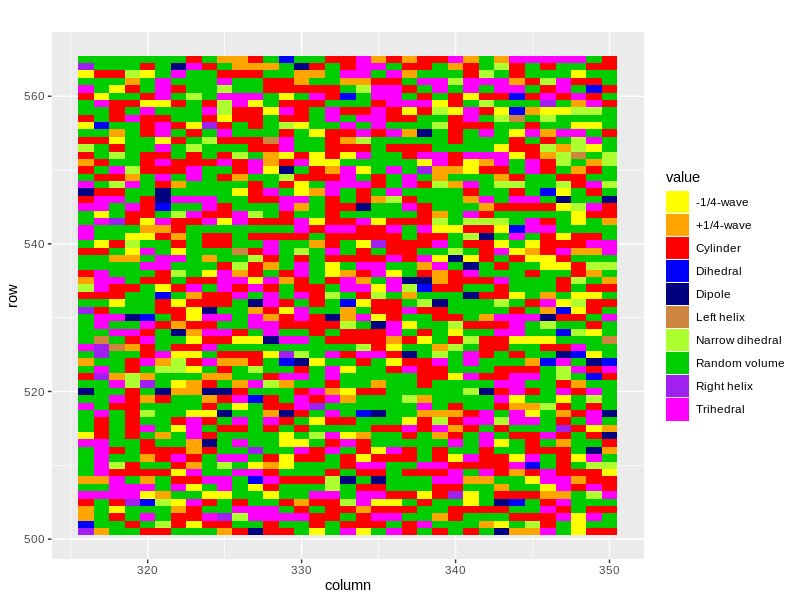 560
540
520
500
320
330
340
350
column
row
value
-1/4-wave
+1/4-wave
Cylinder
Dihedral
Dipole
Left helix
Narrow dihedral
Random volume
Right helix
Trihedral